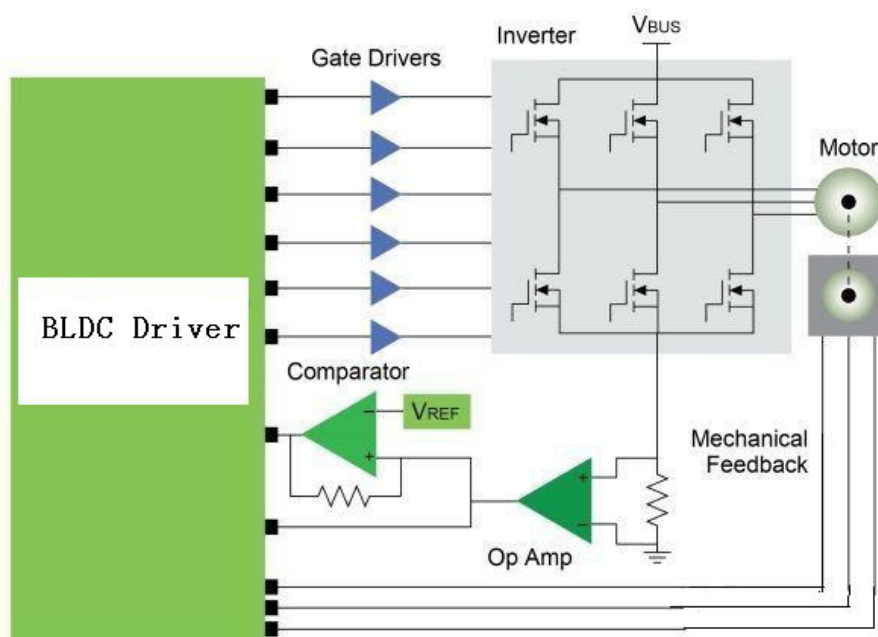 VBUS
Inverter
Gate Drivers
Motor
BLDC Driver
Comparator
−
VREF
+
Mechanical
Feedback
+
−
Op Amp